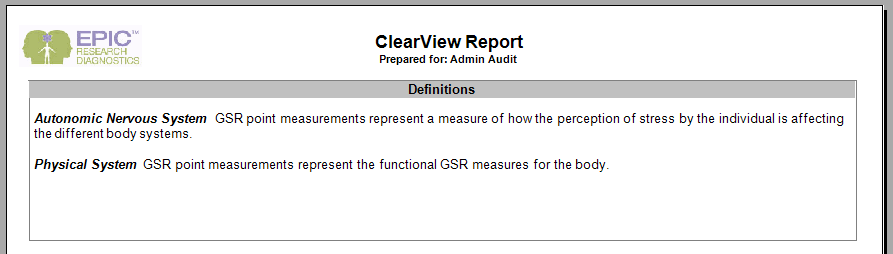 EPIC™
RESEARCH
DIAGNOSTICS
ClearView Report
Prepared for: Admin Audit
Definitions
Autonomic Nervous System GSR point measurements represent a measure of how the perception of stress by the individual is affecting
the different body systems.
Physical System GSR point measurements represent the functional GSR measures for the body.